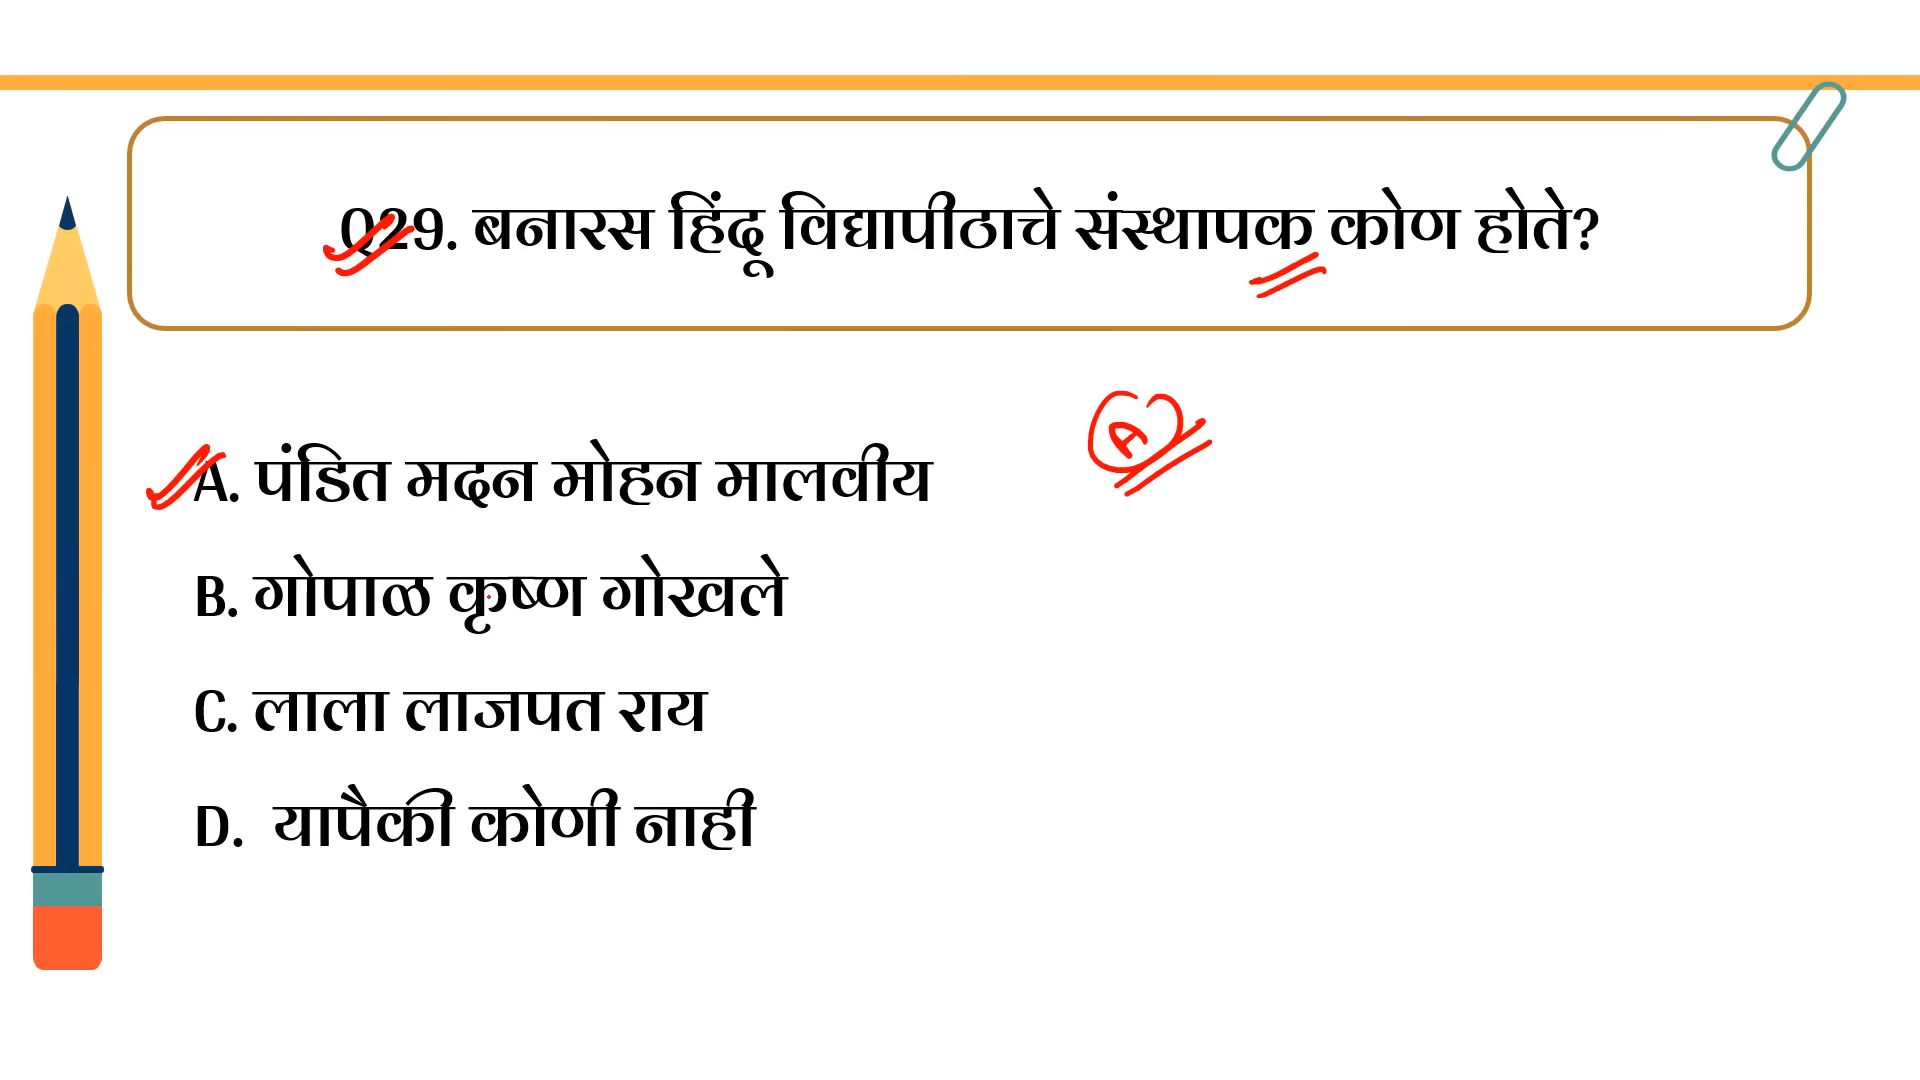 Q29. बनारस हिंदू विद्यापीठाचे संस्थापक कोण होते?
A. पंडित मदन मोहन मालवीय
A
B. गोपाळ कृष्ण गोखले
C. लाला लाजपत राय
D. यापैकी कोणी नाही